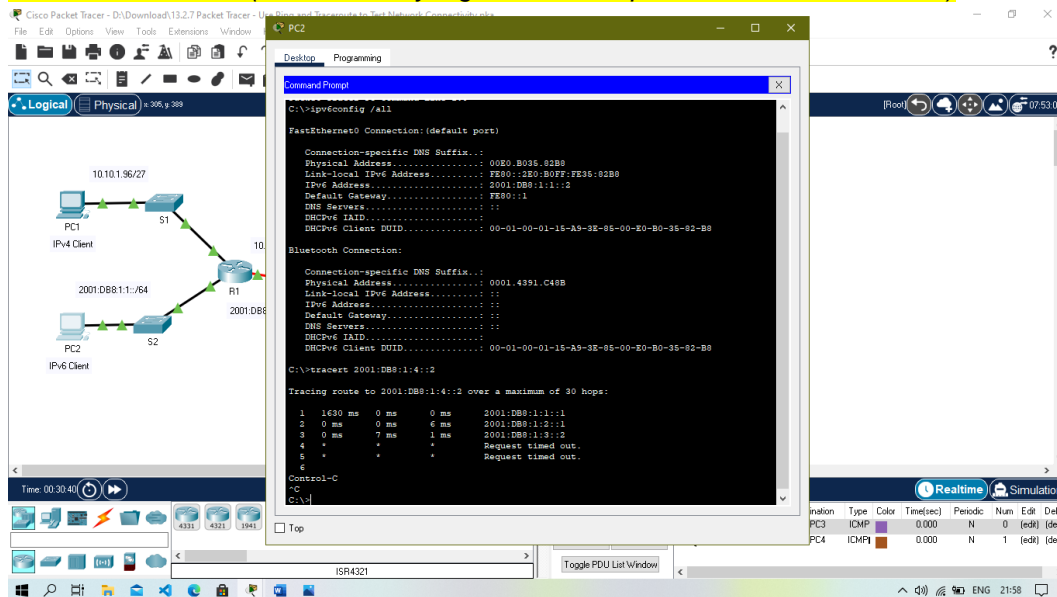 Cisco Packet Tracer - D:\Download\13.2.7 Packet Tracer - Use Ping and Traceroute to Test Network Connectivity.pka
File Edit Options View Tools Extensions Window
?
Logical
Physical
x: 305, y: 389
[Root]
07:53:0
PC2
Desktop Programming
Command Prompt
X
C:\>ipv6config /all
FastEthernet0 Connection:(default port)
Connection-specific DNS Suffix..:
Physical Address................: 00E0.B035.82B8
Link-local IPv6 Address.........: FE80::2E0:B0FF:FE35:82B8
IPv6 Address....................: 2001:DB8:1:1::2
Default Gateway.................: FE80::1
DNS Servers.....................: ::
DHCPv6 IAID.....................:
DHCPv6 Client DUID..............: 00-01-00-01-15-A9-3E-85-00-E0-B0-35-82-B8
Bluetooth Connection:
Connection-specific DNS Suffix..:
Physical Address................: 0001.4391.C48B
Link-local IPv6 Address.........: ::
IPv6 Address....................: ::
Default Gateway.................: ::
DNS Servers.....................: ::
DHCPv6 IAID.....................:
DHCPv6 Client DUID..............: 00-01-00-01-15-A9-3E-85-00-E0-B0-35-82-B8
C:\>tracert 2001:DB8:1:4::2
Tracing route to 2001:DB8:1:4::2 over a maximum of 30 hops:
1 1630 ms 0 ms 0 ms 2001:DB8:1:1::1
2 0 ms 0 ms 6 ms 2001:DB8:1:2::1
3 0 ms 7 ms 1 ms 2001:DB8:1:3::2
4 * * * Request timed out.
5 * * * Request timed out.
6
Control-C
^C
C:\>
Top
10.10.1.96/27
PC1
IPv4 Client
S1
10.
R1
2001:DB8:1:1::/64
2001:DB8
PC2
IPv6 Client
S2
Time: 00:30:40
Realtime
Simulatio
4331 4321 1941
ISR4321
Toggle PDU List Window
ination Type Color Time(sec) Periodic Num Edit Del
PC3 ICMP 0.000 N 0 (edit) (de
PC4 ICMP 0.000 N 1 (edit) (de
ENG 21:58